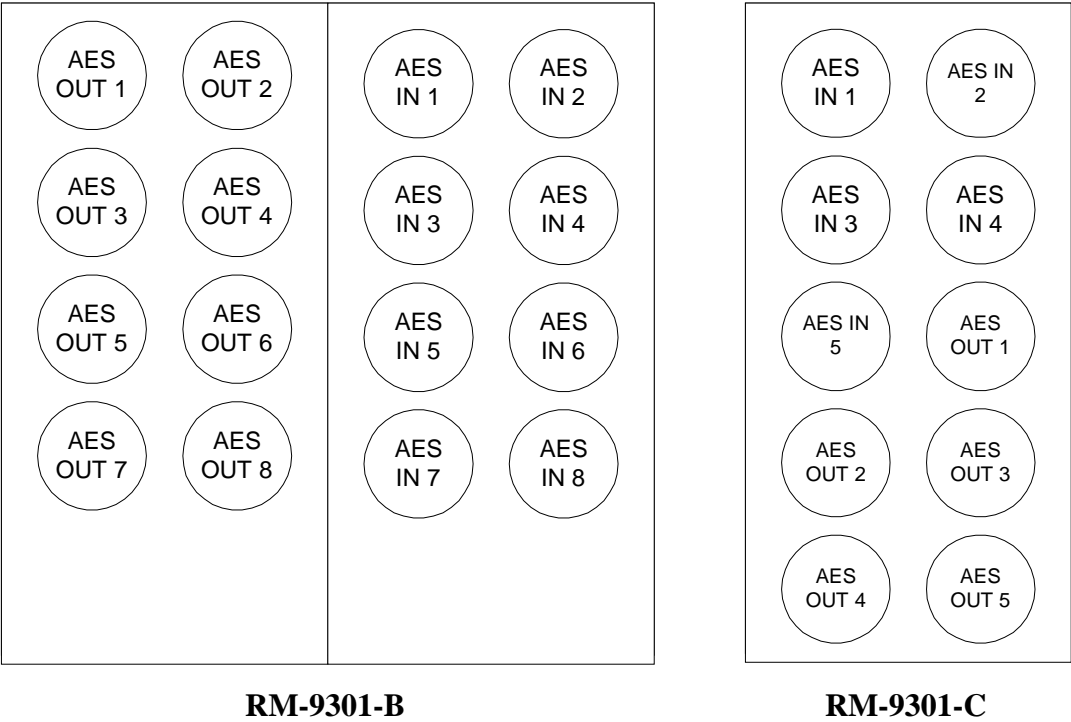 AES
OUT 1
AES
OUT 2
AES
OUT 3
AES
OUT 4
AES
OUT 5
AES
OUT 6
AES
OUT 7
AES
OUT 8
AES
IN 1
AES
IN 2
AES
IN 3
AES
IN 4
AES
IN 5
AES
IN 6
AES
IN 7
AES
IN 8
RM-9301-B
AES
IN 1
AES IN
2
AES
IN 3
AES
IN 4
AES IN
5
AES
OUT 1
AES
OUT 2
AES
OUT 3
AES
OUT 4
AES
OUT 5
RM-9301-C